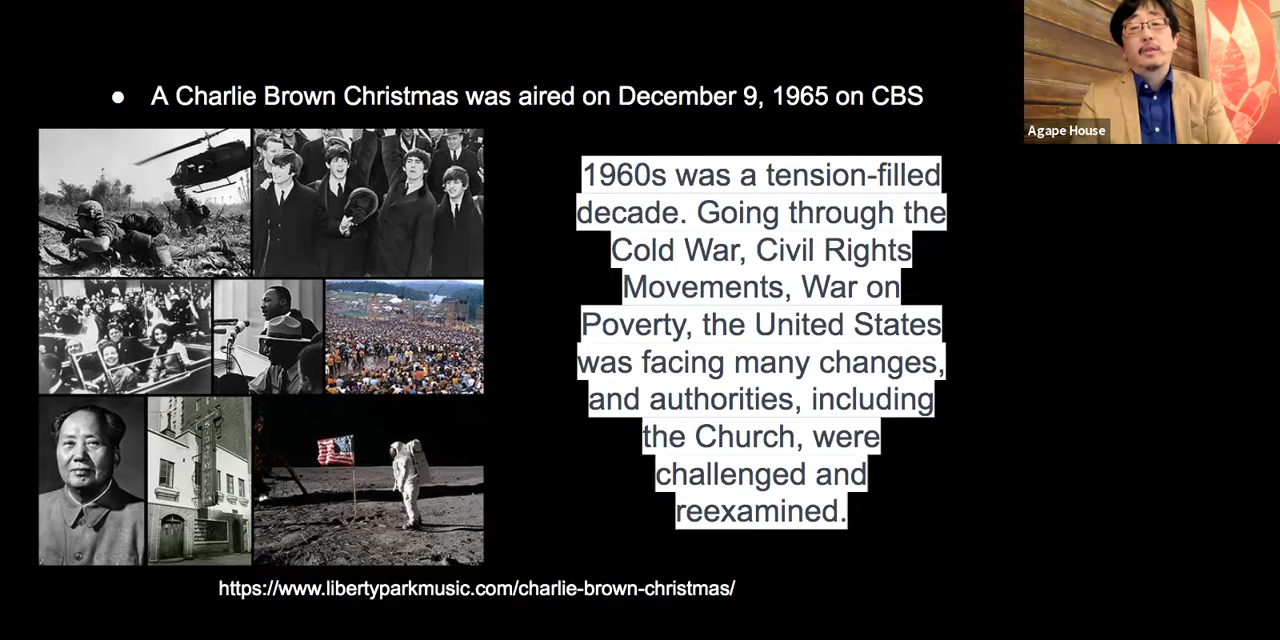 ● A Charlie Brown Christmas was aired on December 9, 1965 on CBS
Agape House
1960s was a tension-filled
decade. Going through the
Cold War, Civil Rights
Movements, War on
Poverty, the United States
was facing many changes,
and authorities, including
the Church, were
challenged and
reexamined.
https://www.libertyparkmusic.com/charlie-brown-christmas/